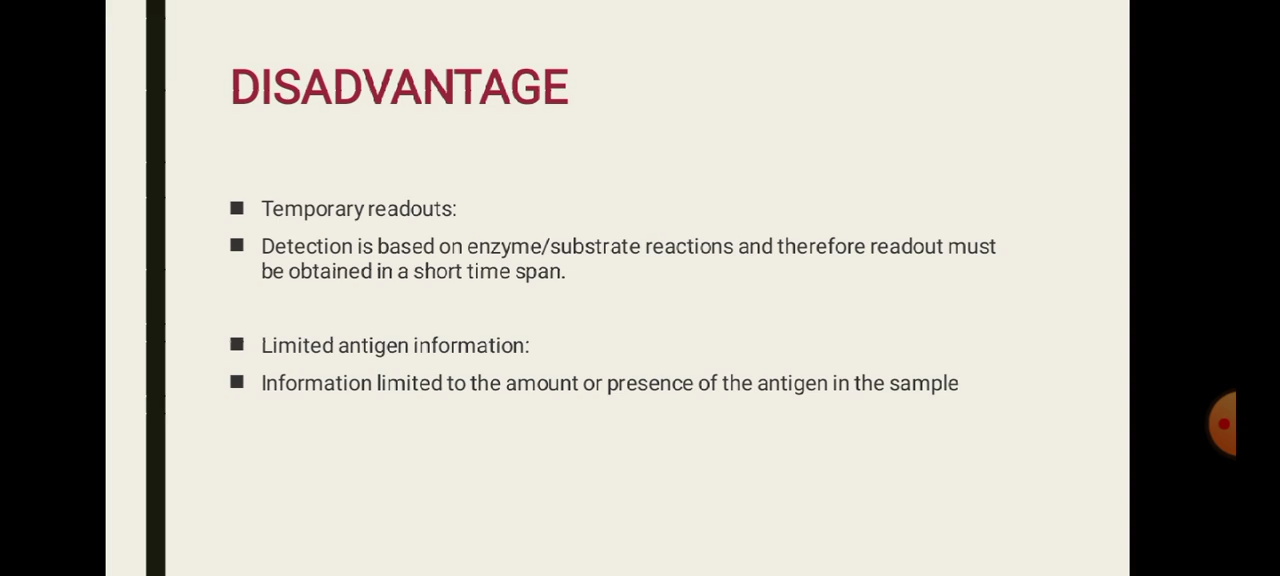 DISADVANTAGE
Temporary readouts:
Detection is based on enzyme/substrate reactions and therefore readout must
be obtained in a short time span.
Limited antigen information:
Information limited to the amount or presence of the antigen in the sample